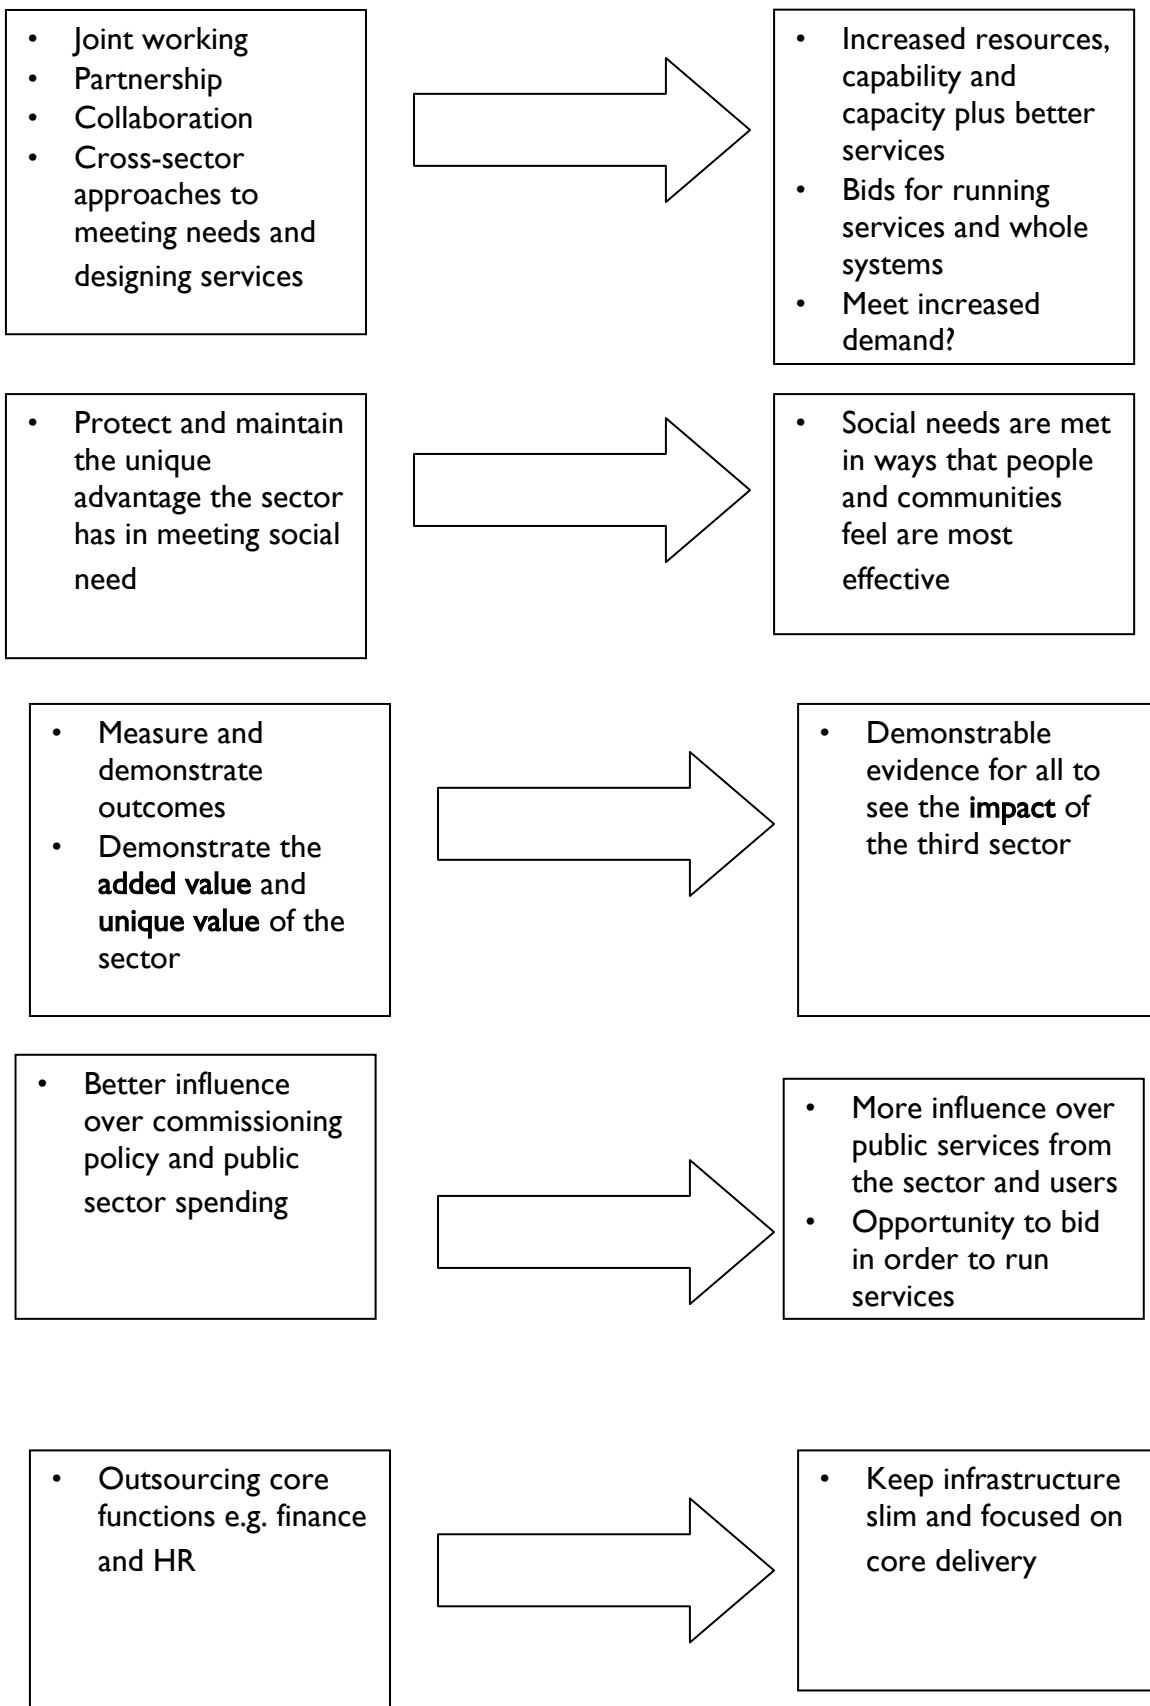 • Joint working
• Partnership
• Collaboration
• Cross-sector
approaches to
meeting needs and
designing services
• Increased resources,
capability and
capacity plus better
services
• Bids for running
services and whole
systems
• Meet increased
demand?
• Protect and maintain
the unique
advantage the sector
has in meeting social
need
• Social needs are met
in ways that people
and communities
feel are most
effective
• Measure and
demonstrate
outcomes
• Demonstrate the
added value and
unique value of the
sector
• Demonstrable
evidence for all to
see the impact of
the third sector
• Better influence
over commissioning
policy and public
sector spending
• More influence over
public services from
the sector and users
• Opportunity to bid
in order to run
services
• Outsourcing core
functions e.g. finance
and HR
• Keep infrastructure
slim and focused on
core delivery